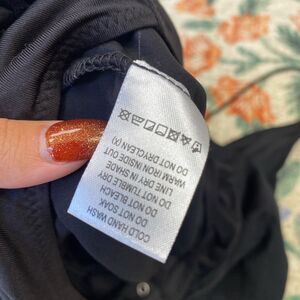 COLD HAND WASH
DO NOT SOAK
DO NOT BLEACH
DO NOT TUMBLE DRY
LINE DRY IN SHADE
WARM IRON INSIDE OUT
DO NOT DRYCLEAN (X)